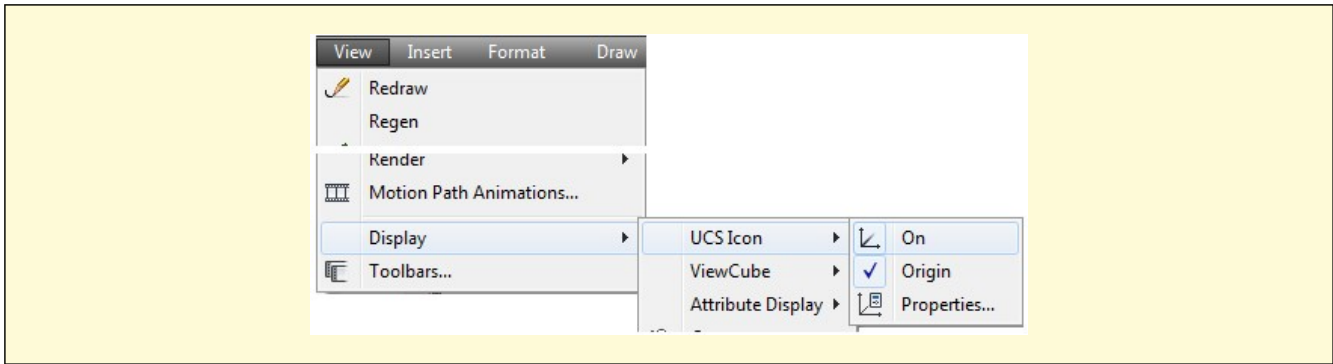 View Insert Format Draw
Redraw
Regen
Render
Motion Path Animations...
Display
Toolbars...
UCS Icon
ViewCube
Attribute Display
On
Origin
Properties...